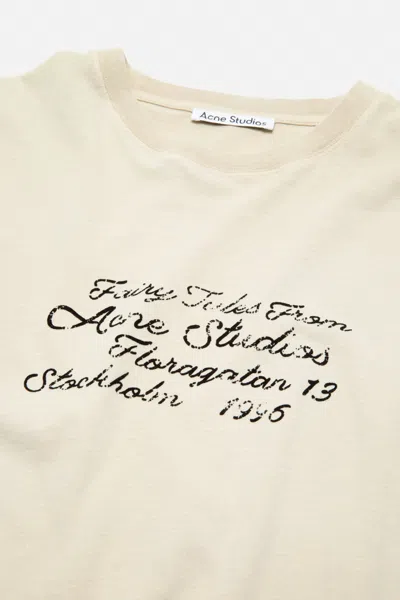 Acne Studios
Fairy Tales From
Acne Studios
Floragatan 13
Stockholm 1996